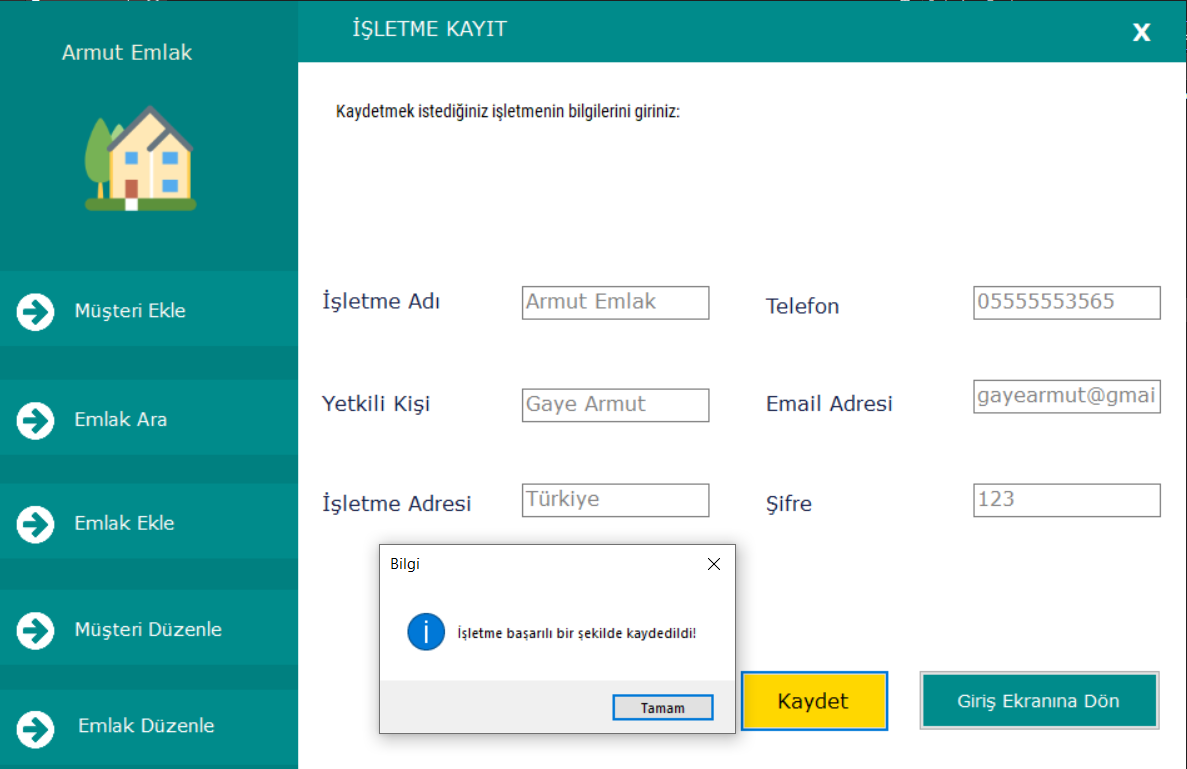 Armut Emlak
İŞLETME KAYIT
X
Kaydetmek istediğiniz işletmenin bilgilerini giriniz:
Müşteri Ekle
Emlak Ara
Emlak Ekle
Müşteri Düzenle
Emlak Düzenle
İşletme Adı
Armut Emlak
Telefon
05555553565
Yetkili Kişi
Gaye Armut
Email Adresi
gayearmut@gmai
İşletme Adresi
Türkiye
Şifre
123
Bilgi
İşletme başarılı bir şekilde kaydedildi!
Tamam
Kaydet
Giriş Ekranına Dön